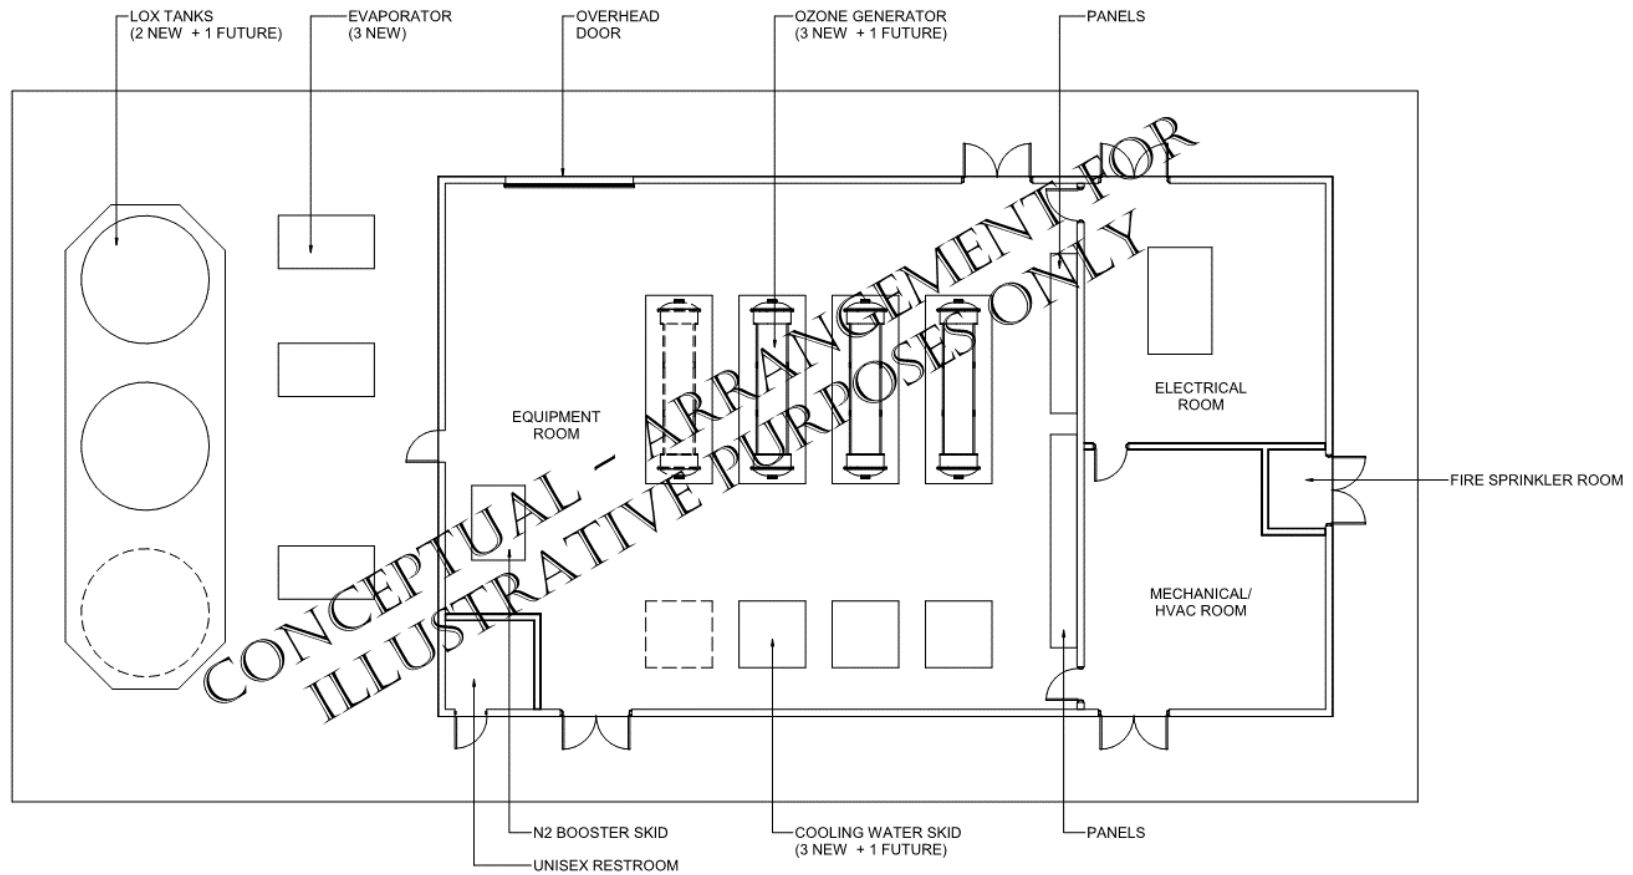 LOX TANKS
(2 NEW + 1 FUTURE)
EVAPORATOR
(3 NEW)
OVERHEAD
DOOR
OZONE GENERATOR
(3 NEW + 1 FUTURE)
PANELS
CONCEPTUAL – ARRANGEMENT FOR
ILLUSTRATIVE PURPOSES ONLY
EQUIPMENT
ROOM
ELECTRICAL
ROOM
FIRE SPRINKLER ROOM
MECHANICAL/
HVAC ROOM
N2 BOOSTER SKID
UNISEX RESTROOM
COOLING WATER SKID
(3 NEW + 1 FUTURE)
PANELS